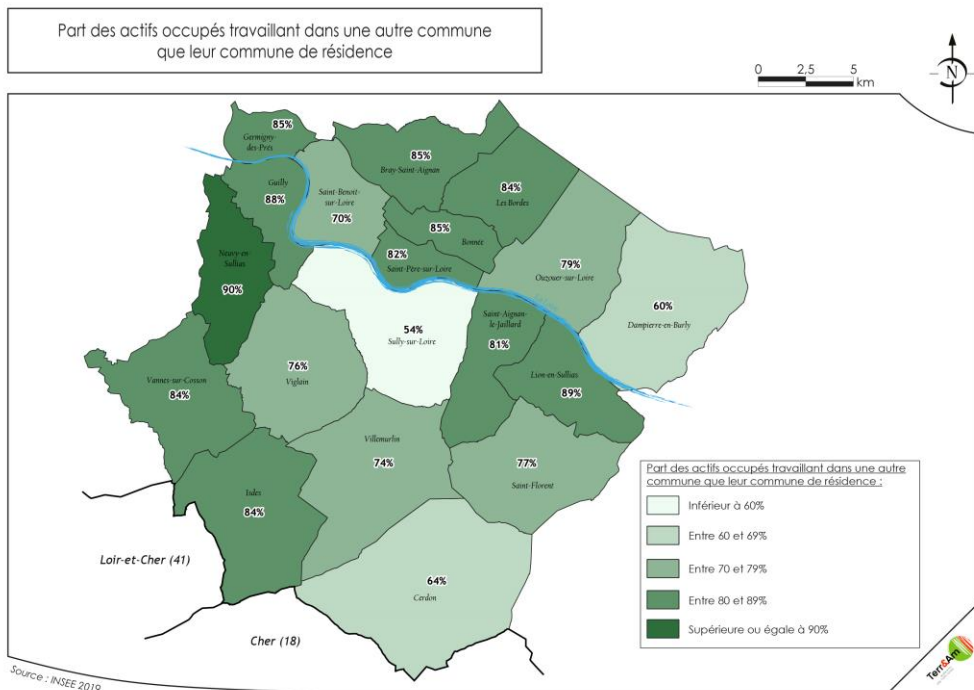 Part des actifs occupés travaillant dans une autre commune
que leur commune de résidence
0 2,5 5
km
N
85%
Germigny-
des-Prés
85%
Bray-Saint-Aignan
Guilly
88%
Saint-Benoit-
sur-Loire
70%
84%
Les Bordes
85%
Bonnée
82%
Saint-Père-sur-Loire
Neuvy-en-
Sullias
90%
79%
Ouzouer-sur-Loire
60%
Dampierre-en-Burly
54%
Sully-sur-Loire
Saint-Aignan-
le-Jaillard
81%
Lion-en-Sullias
89%
76%
Viglain
Vannes-sur-Cosson
84%
Villemurlin
74%
77%
Saint-Florent
Isdes
84%
64%
Cerdon
Loir-et-Cher (41)
Cher (18)
Part des actifs occupés travaillant dans une autre
commune que leur commune de résidence :
Inférieur à 60%
Entre 60 et 69%
Entre 70 et 79%
Entre 80 et 89%
Supérieure ou égale à 90%
Source : INSEE 2019
Terr&Am